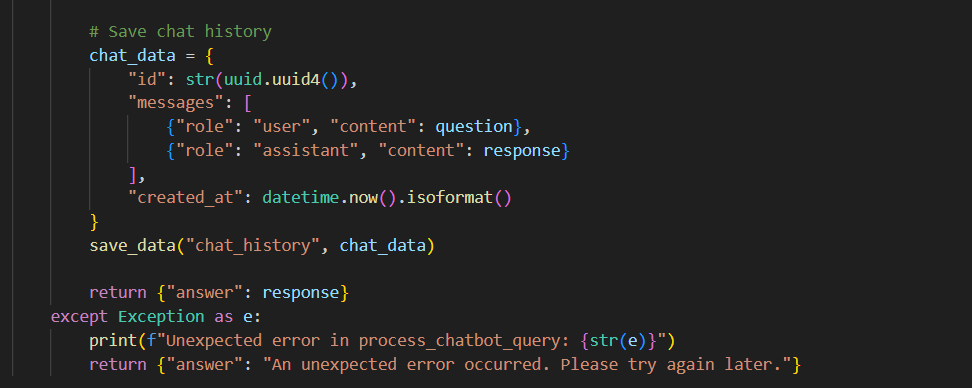 # Save chat history
chat_data = {
"id": str(uuid.uuid4()),
"messages": [
{"role": "user", "content": question},
{"role": "assistant", "content": response}
],
"created_at": datetime.now().isoformat()
}
save_data("chat_history", chat_data)
return {"answer": response}
except Exception as e:
print(f"Unexpected error in process_chatbot_query: {str(e)}")
return {"answer": "An unexpected error occurred. Please try again later."}